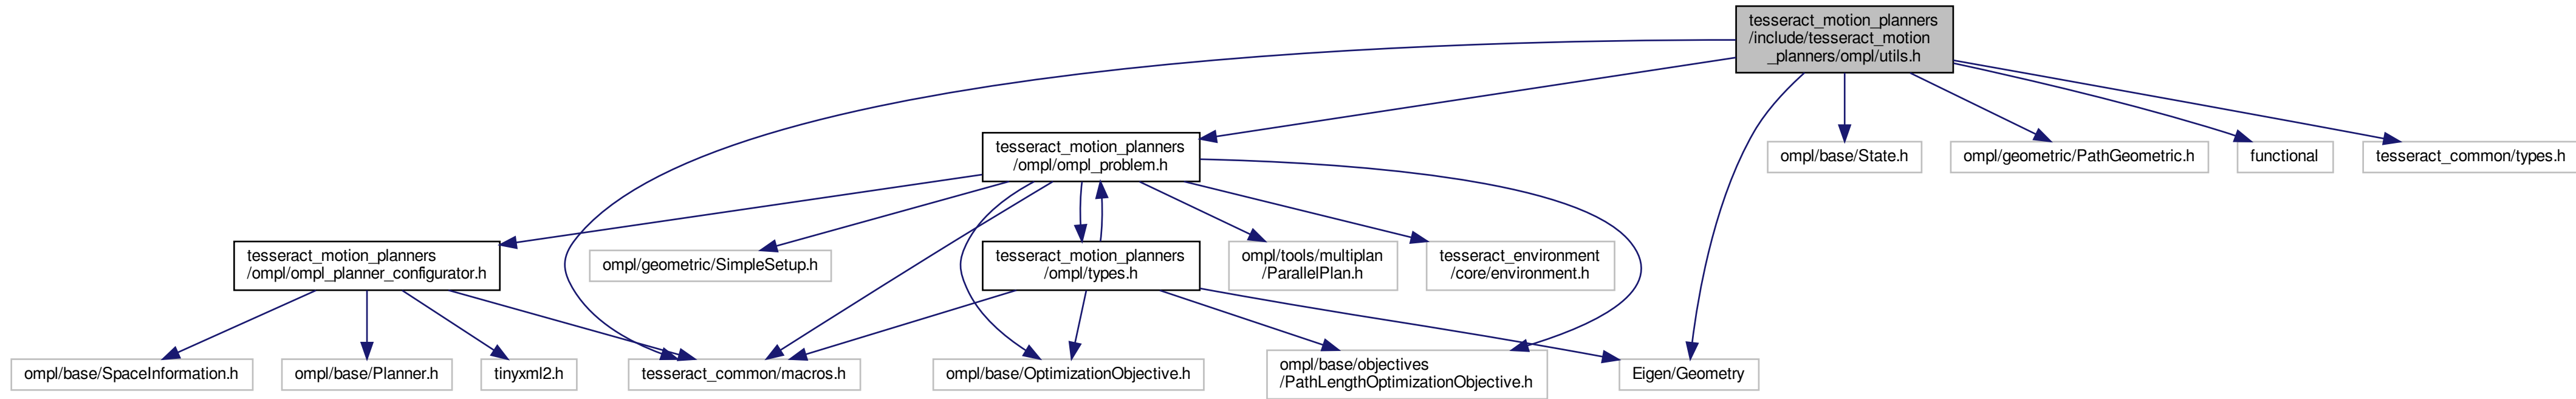 tesseract_motion_planners
/include/tesseract_motion
_planners/ompl/utils.h
tesseract_motion_planners
/ompl/ompl_problem.h
ompl/base/State.h
ompl/geometric/PathGeometric.h
functional
tesseract_common/types.h
tesseract_motion_planners
/ompl/ompl_planner_configurator.h
ompl/geometric/SimpleSetup.h
tesseract_motion_planners
/ompl/types.h
ompl/tools/multiplan
/ParallelPlan.h
tesseract_environment
/core/environment.h
ompl/base/SpaceInformation.h
ompl/base/Planner.h
tinyxml2.h
tesseract_common/macros.h
ompl/base/OptimizationObjective.h
ompl/base/objectives
/PathLengthOptimizationObjective.h
Eigen/Geometry